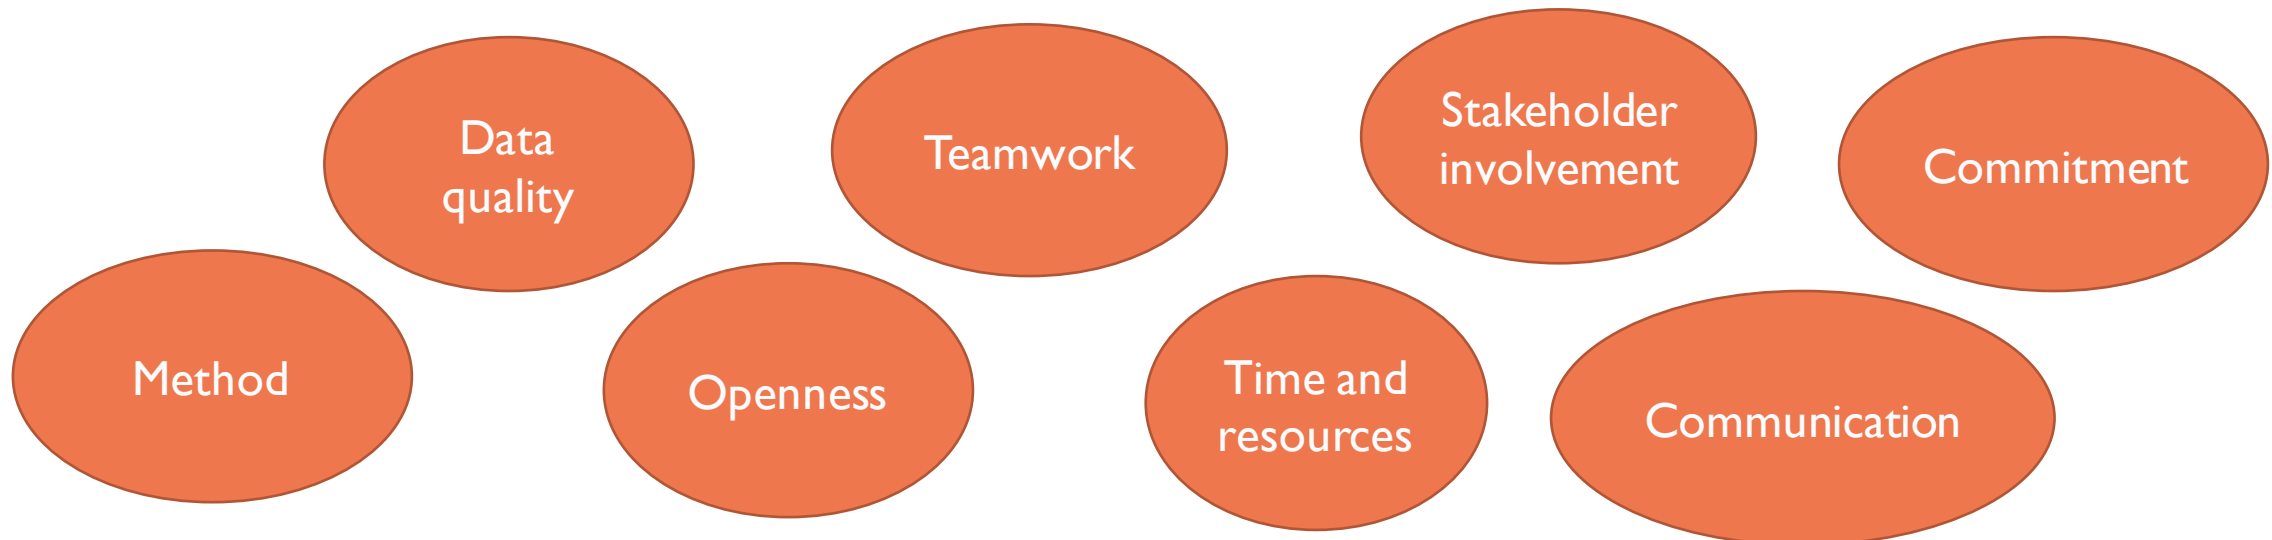 Data
quality
Teamwork
Stakeholder
involvement
Commitment
Method
Openness
Time and
resources
Communication